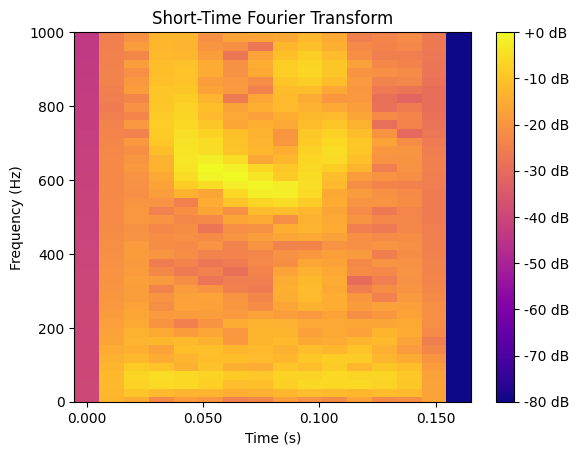 Short-Time Fourier Transform
1000
800
600
400
200
0
Frequency (Hz)
0.000
0.050
0.100
0.150
Time (s)
+0 dB
-10 dB
-20 dB
-30 dB
-40 dB
-50 dB
-60 dB
-70 dB
-80 dB